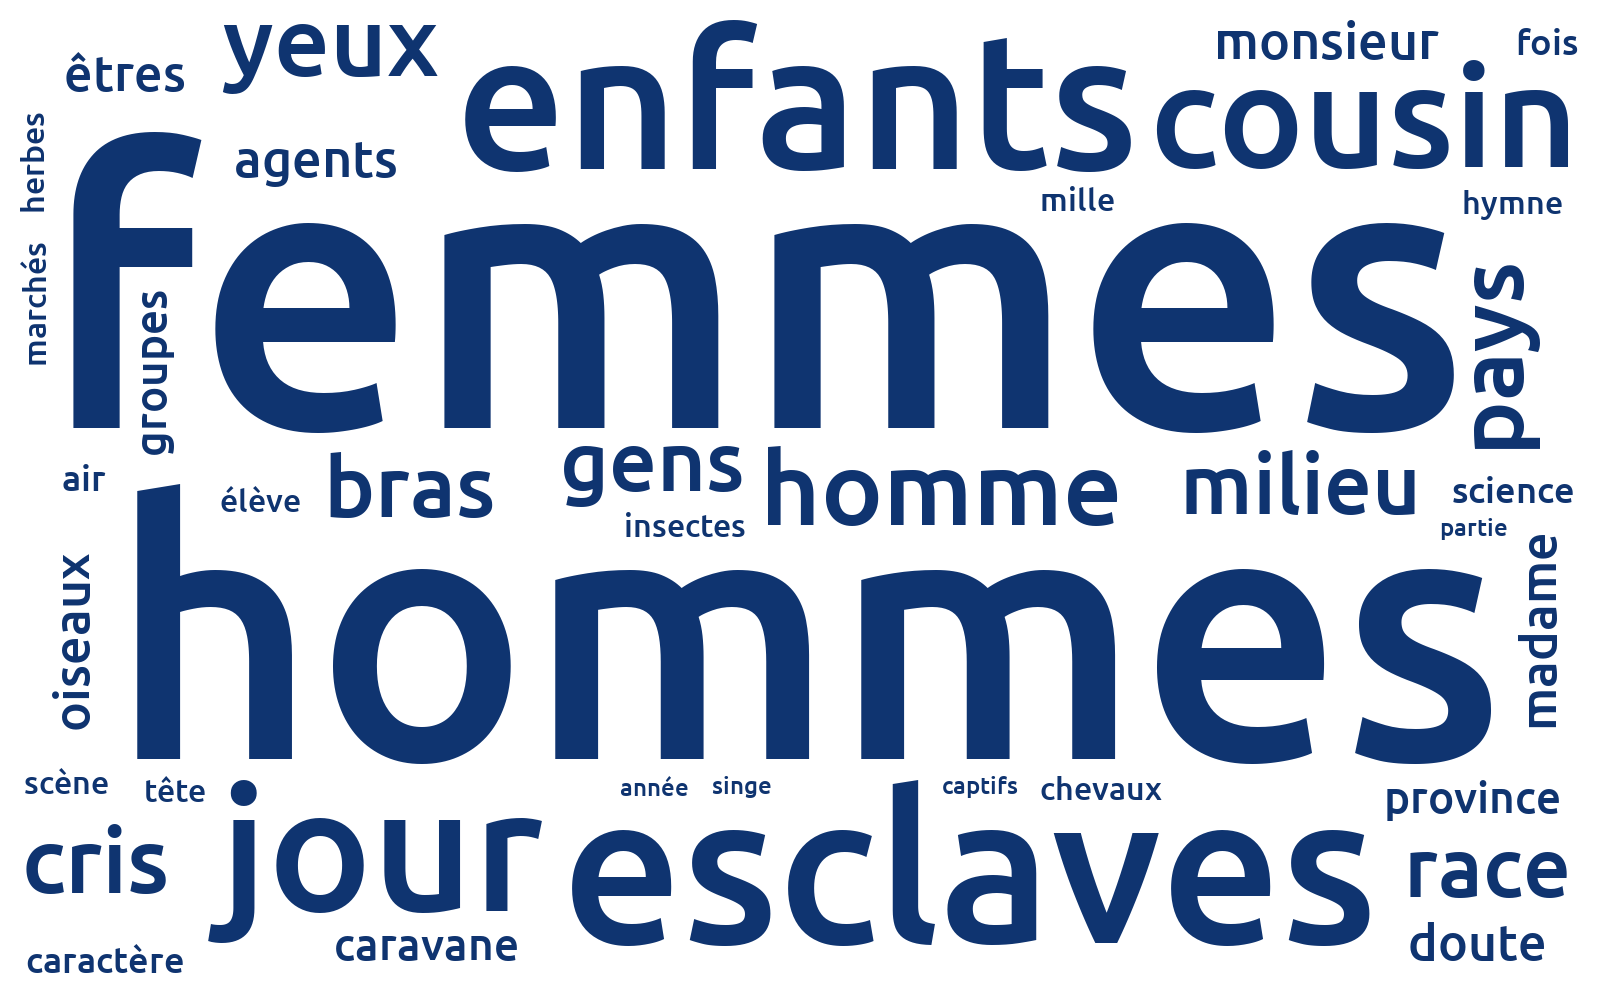 yeux
enfants
monsieur
fois
êtres
cousin
herbes
agents
femmes
mille
hymne
marchés
groupes
pays
gens
homme
milieu
air
élève
bras
science
insectes
partie
hommes
oiseaux
madame
scène
tête
année
singe
captifs
chevaux
province
cris
jour
esclaves
race
caractère
caravane
doute